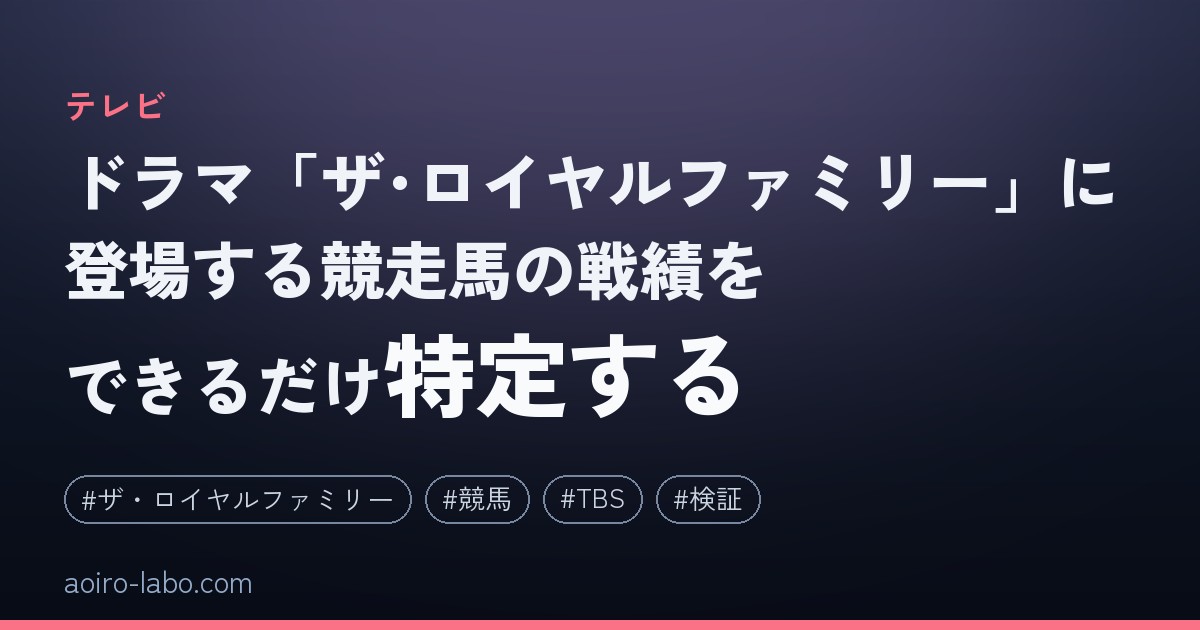 テレビ
ドラマ「ザ･ロイヤルファミリー」に
登場する競走馬の戦績を
できるだけ特定する
#ザ・ロイヤルファミリー #競馬 #TBS #検証
aoiro-labo.com